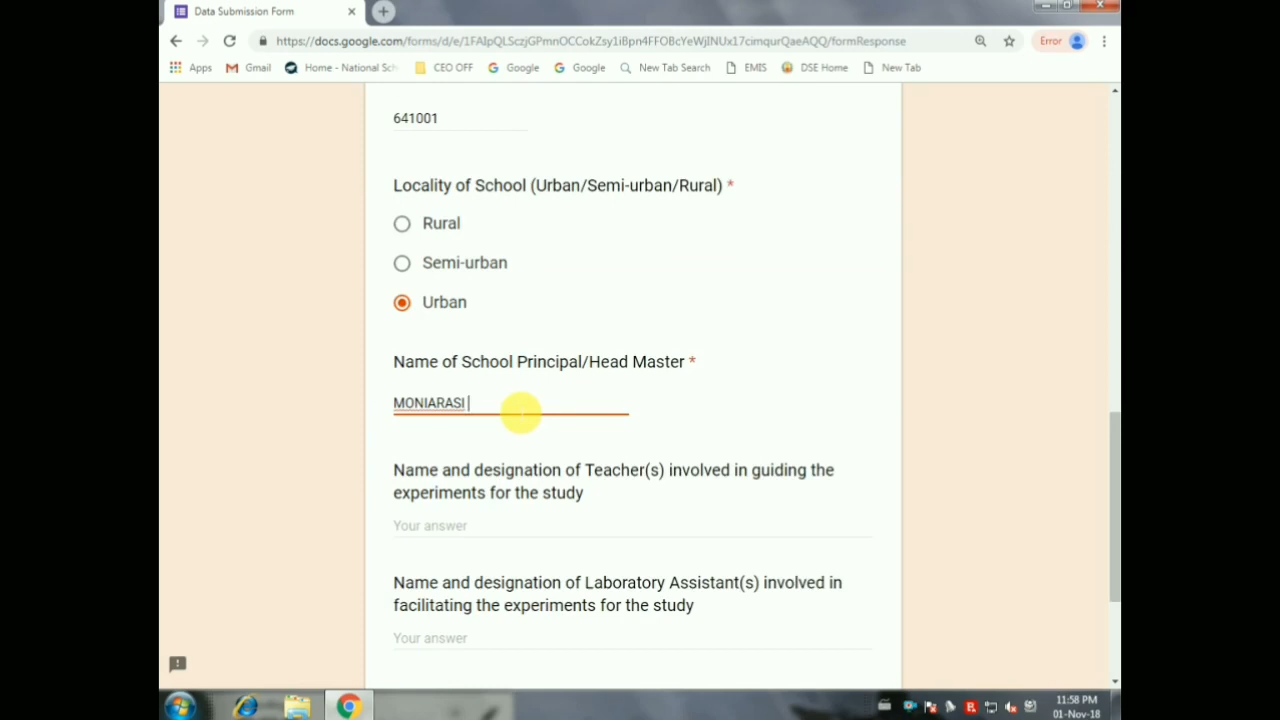 Data Submission Form
https://docs.google.com/forms/d/e/1FAIpQLSczjGPmnOCCokZsy1iBpn4FFOBcYeWjINUx17cimqurQaeAQQ/formResponse
Error
Apps Gmail Home - National Sch CEO OFF Google Google New Tab Search EMIS DSE Home New Tab
641001
Locality of School (Urban/Semi-urban/Rural) *
Rural
Semi-urban
Urban
Name of School Principal/Head Master *
MONIARASI
Name and designation of Teacher(s) involved in guiding the
experiments for the study
Your answer
Name and designation of Laboratory Assistant(s) involved in
facilitating the experiments for the study
Your answer
11:58 PM
01-Nov-18